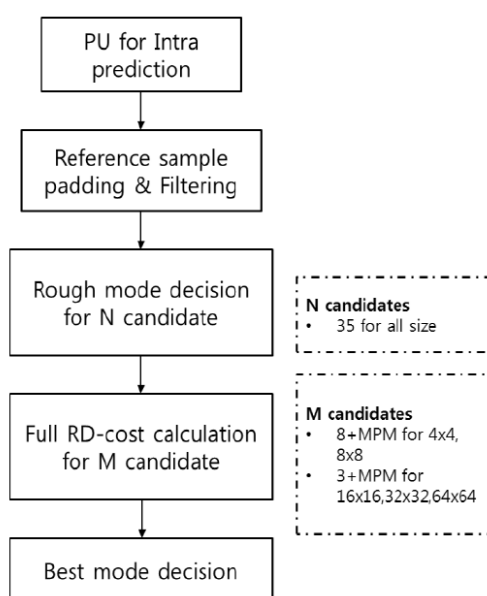 PU for Intra
prediction
Reference sample
padding & Filtering
Rough mode decision
for N candidate
N candidates
• 35 for all size
Full RD-cost calculation
for M candidate
M candidates
• 8+MPM for 4x4,
8x8
• 3+MPM for
16x16,32x32,64x64
Best mode decision